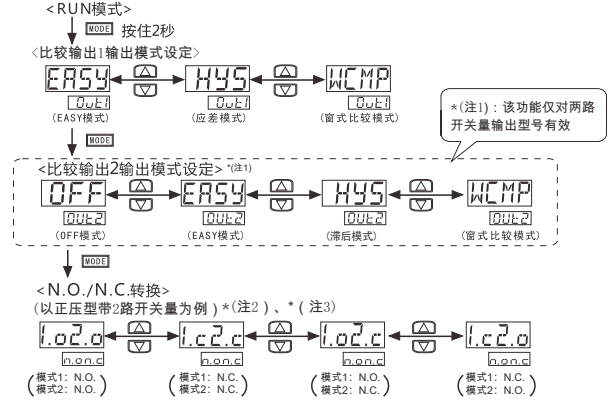 <RUN模式>
MODE 按住2秒
<比较输出1输出模式设定>
EASY HYS WCMP
Out1 Out1 Out1
(EASY模式) (应差模式) (窗式比较模式)
*(注1)：该功能仅对两路
开关量输出型号有效
MODE
<比较输出2输出模式设定> *(注1)
OFF EASY HYS WCMP
OUt2 OUt2 OUt2 OUt2
(OFF模式) (EASY模式) (滞后模式) (窗式比较模式)
MODE
<N.O./N.C.转换>
(以正压型带2路开关量为例)*(注2)、*(注3)
1.o2.o 1.c2.c 1.o2.c 1.c2.o
n.on.c n.on.c n.on.c n.on.c
(模式1: N.O.) (模式1: N.C.) (模式1: N.O.) (模式1: N.C.)
(模式2: N.O.) (模式2: N.C.) (模式2: N.C.) (模式2: N.O.)